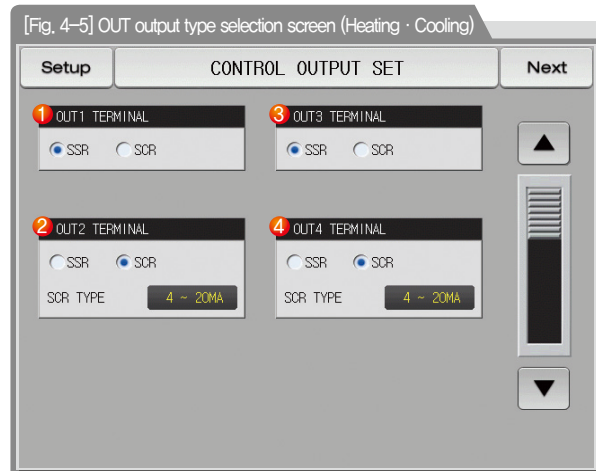 [Fig. 4-5] OUT output type selection screen (Heating · Cooling)
Setup
CONTROL OUTPUT SET
Next
1 OUT1 TERMINAL
SSR SCR
3 OUT3 TERMINAL
SSR SCR
2 OUT2 TERMINAL
SSR SCR
SCR TYPE 4 ~ 20MA
4 OUT4 TERMINAL
SSR SCR
SCR TYPE 4 ~ 20MA